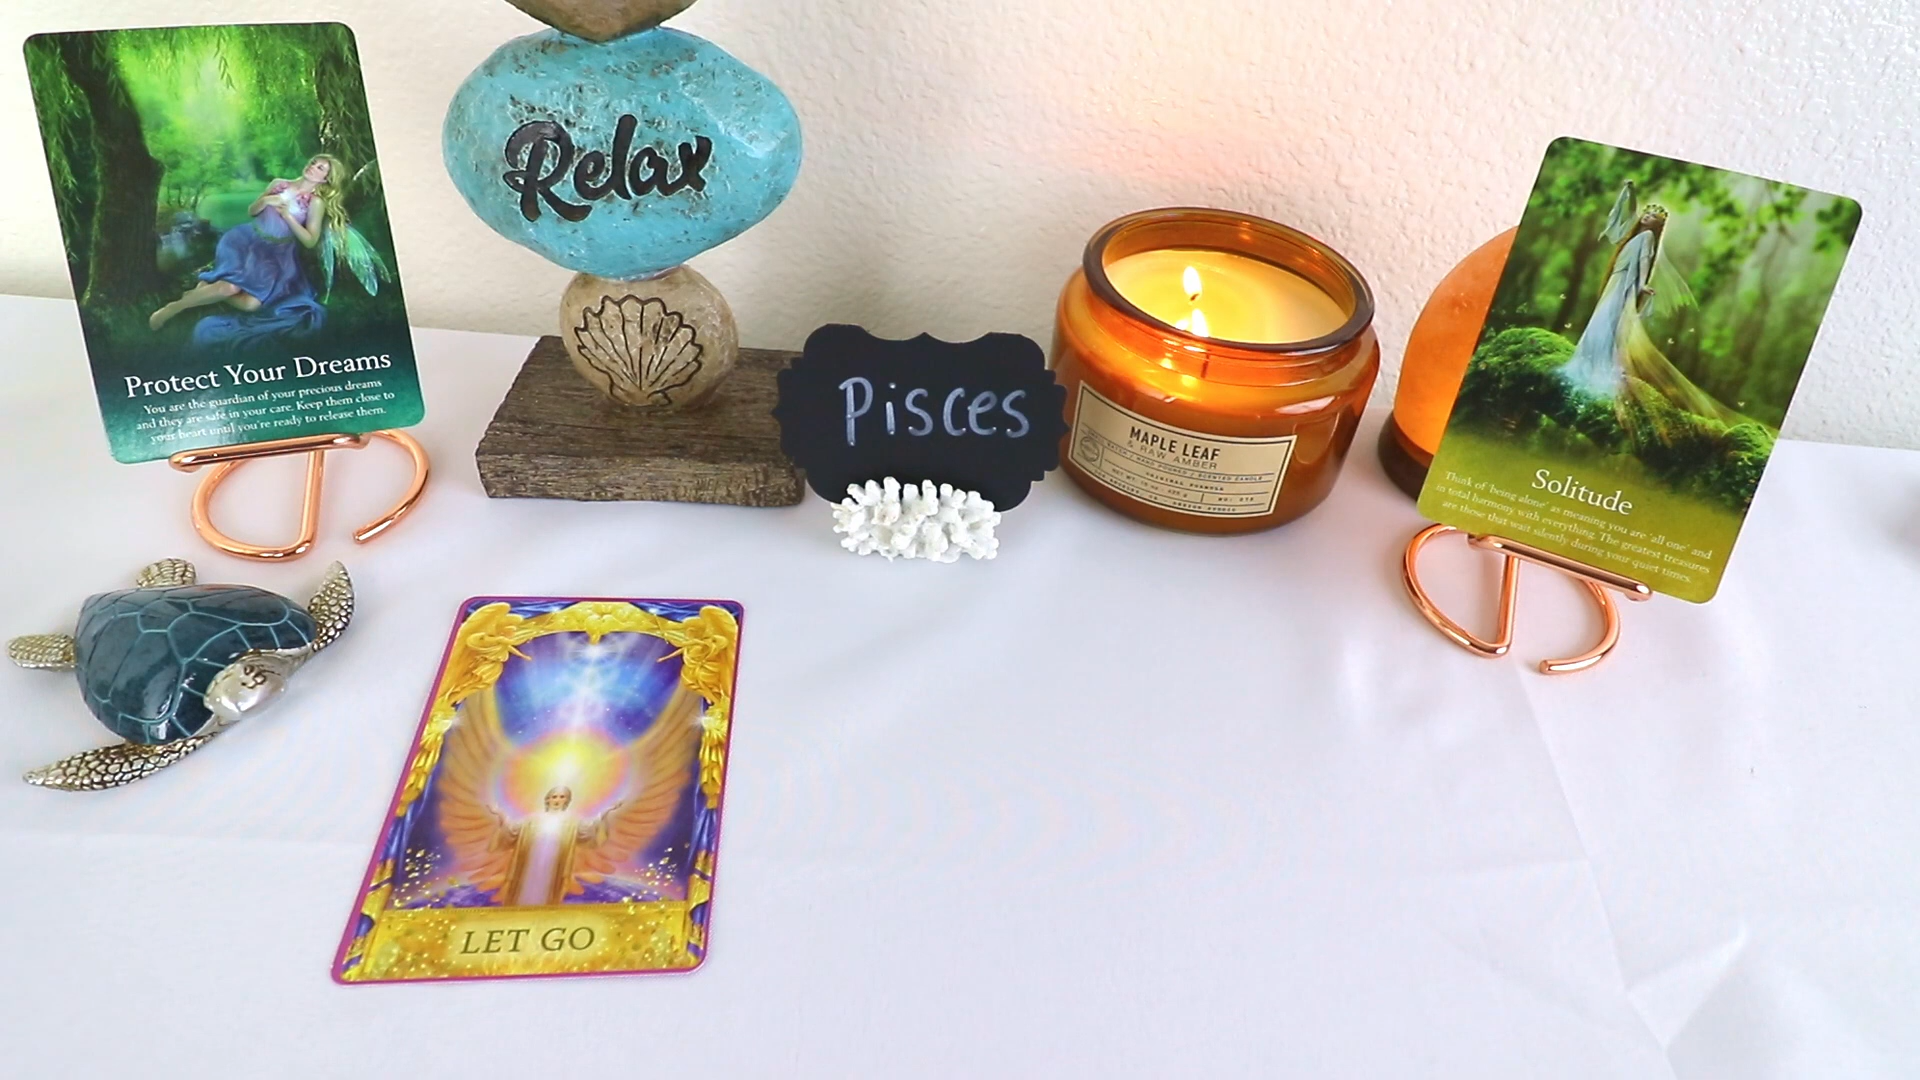 Relax
Protect Your Dreams
You are the guardian of your precious dreams
and they are safe in your care. Keep them close to
your heart until you're ready to release them.
Pisces
MAPLE LEAF
& RAW AMBER
Solitude
Think of 'being alone' as meaning you are 'all one' and
in total harmony with everything. The greatest treasures
are those that wait silently during your quiet times.
LET GO